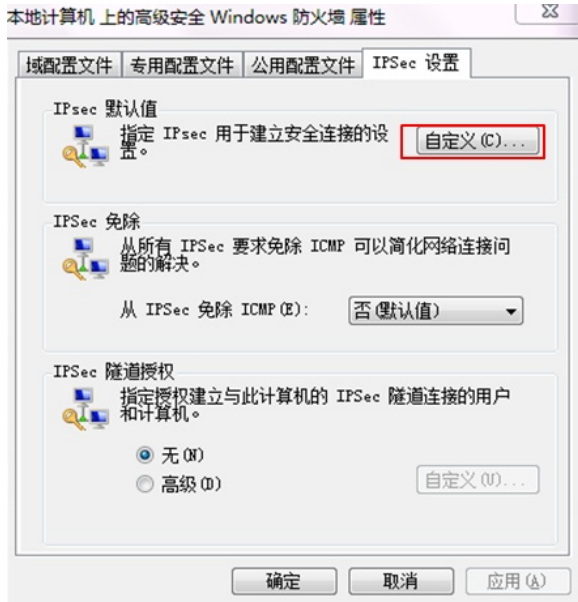 本地计算机 上的高级安全 Windows 防火墙 属性
域配置文件 专用配置文件 公用配置文件 IPSec 设置
IPsec 默认值
指定 IPsec 用于建立安全连接的设
置。
自定义(C)...
IPSec 免除
从所有 IPSec 要求免除 ICMP 可以简化网络连接问
题的解决。
从 IPSec 免除 ICMP(E): 否(默认值)
IPSec 隧道授权
指定授权建立与此计算机的 IPSec 隧道连接的用户
和计算机。
无(N)
高级(D)
自定义(U)...
确定 取消 应用(A)